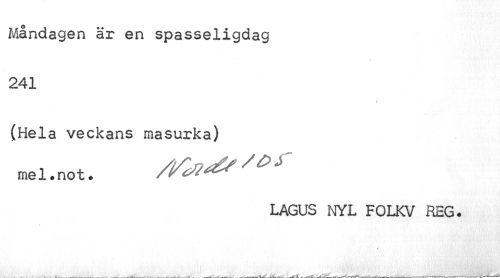 Måndagen är en spasseligdag
241
(Hela veckans masurka)
mel.not. Norde 105
LAGUS NYL FOLKV REG.